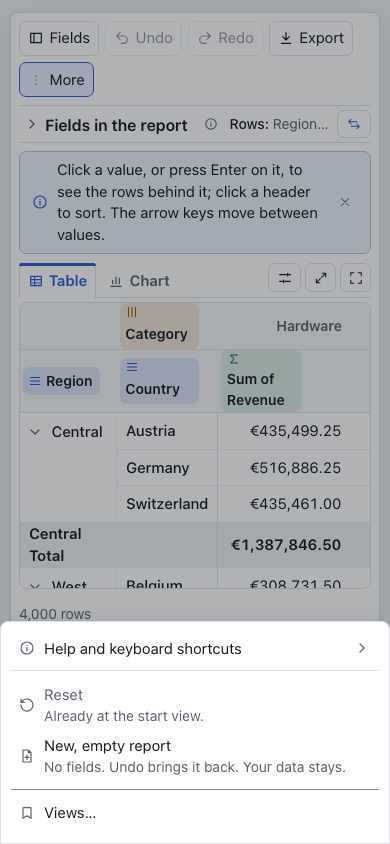 Fields
Undo
Redo
Export
More
Fields in the report
Rows: Region...
Click a value, or press Enter on it, to
see the rows behind it; click a header
to sort. The arrow keys move between
values.
Table
Chart
Category
Hardware
Region
Country
Sum of
Revenue
Central
Austria
€435,499.25
Germany
€516,886.25
Switzerland
€435,461.00
Central
Total
€1,387,846.50
West
Belgium
€308,731.50
4,000 rows
Help and keyboard shortcuts
Reset
Already at the start view.
New, empty report
No fields. Undo brings it back. Your data stays.
Views...